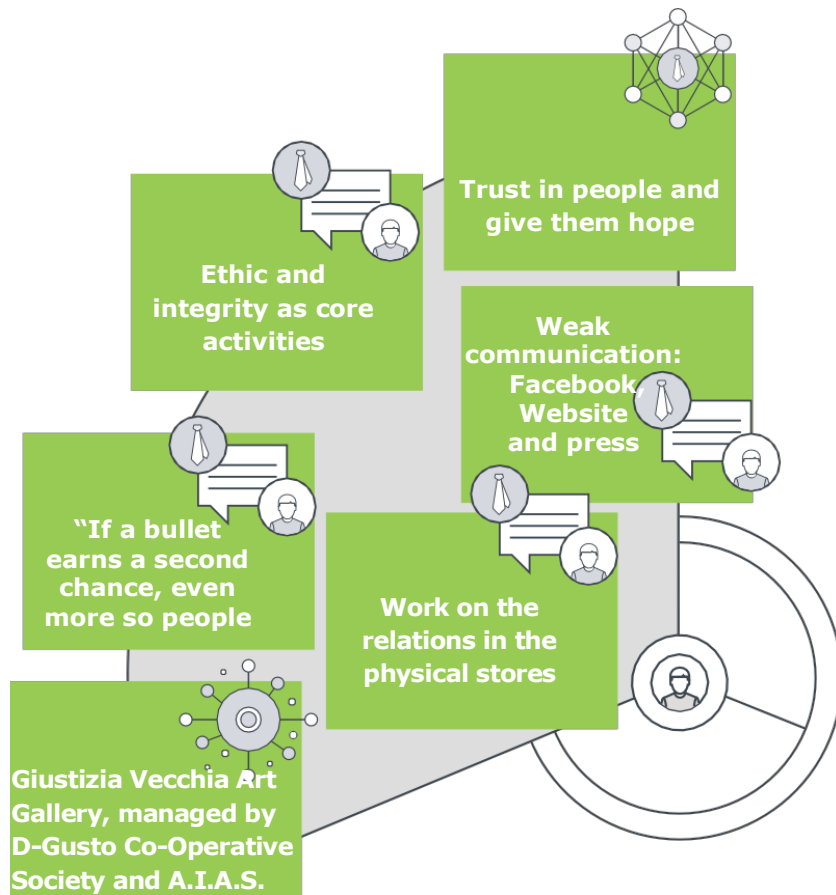 Trust in people and
give them hope
Ethic and
integrity as core
activities
Weak
communication:
Facebook,
Website
and press
“If a bullet
earns a second
chance, even
more so people
Work on the
relations in the
physical stores
Giustizia Vecchia Art
Gallery, managed by
D-Gusto Co-Operative
Society and A.I.A.S.